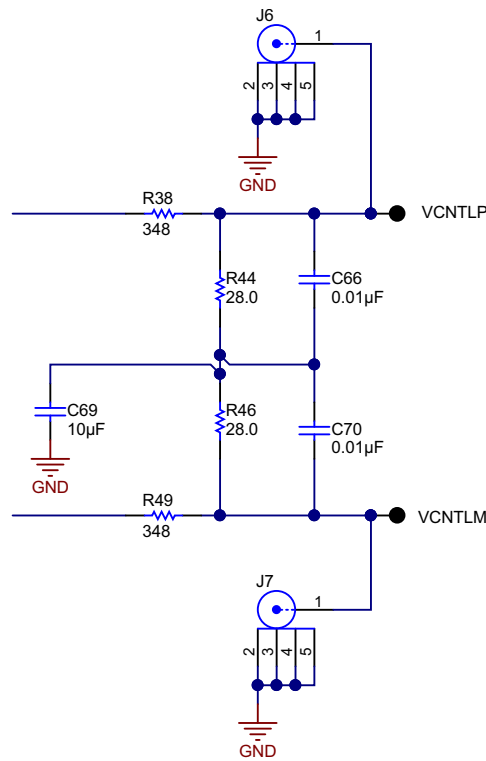 J6
1
2
3
4
5
GND
R38
348
VCNTLP
R44
28.0
C66
0.01µF
C69
10µF
GND
R46
28.0
C70
0.01µF
R49
348
VCNTLM
J7
1
2
3
4
5
GND